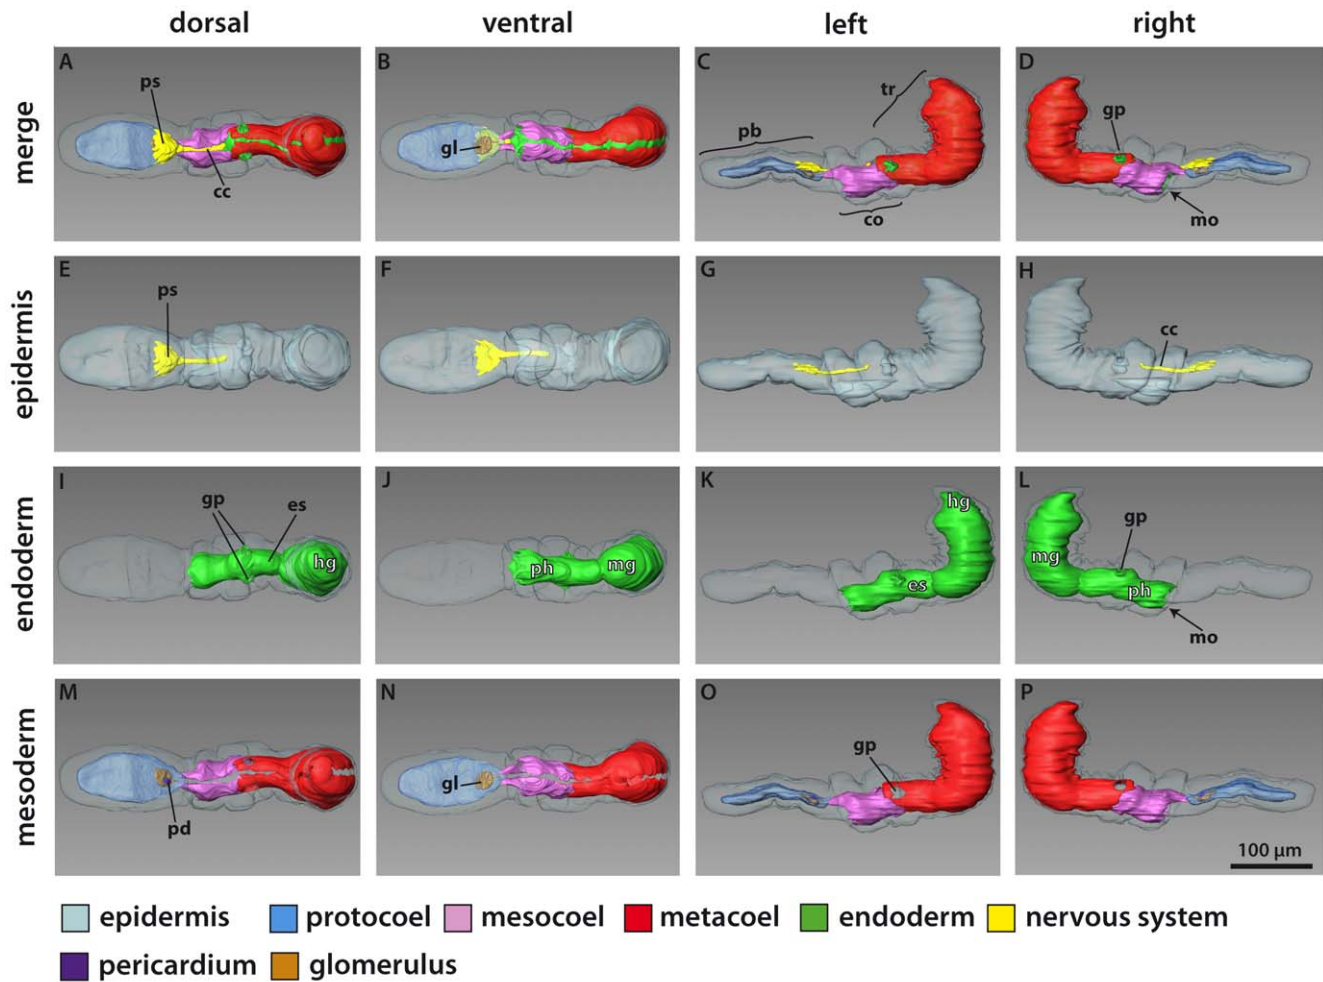 dorsal ventral left right
merge
A ps cc
B gl
C pb tr co
D gp mo
epidermis
E ps
F
G
H cc
endoderm
I gp es hg
J ph mg
K hg es
L gp mg ph mo
mesoderm
M pd
N gl
O gp
P
100 µm
epidermis protocoel mesocoel metacoel endoderm nervous system
pericardium glomerulus